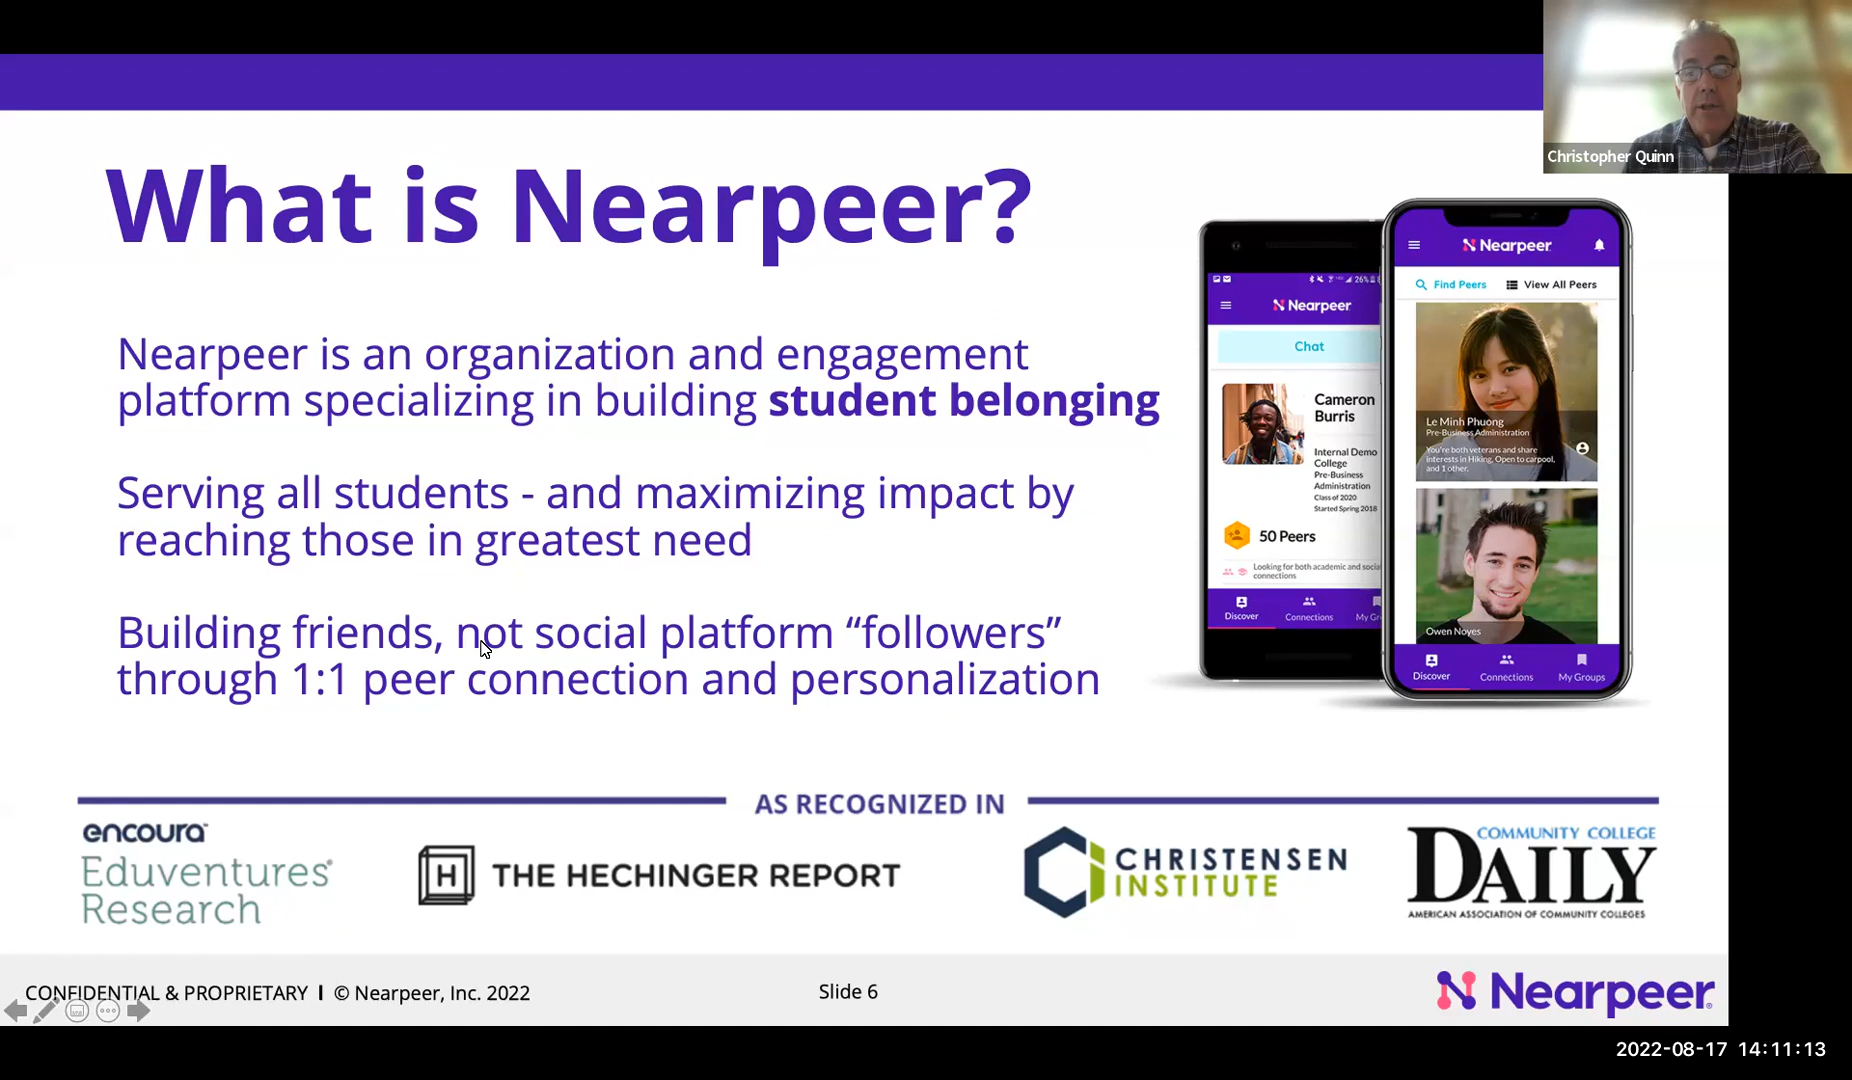 Christopher Quinn
What is Nearpeer?
Nearpeer is an organization and engagement
platform specializing in building student belonging
Serving all students - and maximizing impact by
reaching those in greatest need
Building friends, not social platform “followers”
through 1:1 peer connection and personalization
26%
Nearpeer
Chat
Cameron
Burris
Internal Demo
College
Pre-Business
Administration
Class of 2020
Started Spring 2018
50 Peers
Looking for both academic and social
connections
Discover
Connections
My Gr
Nearpeer
Find Peers
View All Peers
Le Minh Phuong
Pre-Business Administration
You're both veterans and share
interests in Hiking, Open to carpool,
and 1 other.
Owen Noyes
Discover
Connections
My Groups
AS RECOGNIZED IN
encoura
Eduventures®
Research
H THE HECHINGER REPORT
CHRISTENSEN
INSTITUTE
COMMUNITY COLLEGE
DAILY
AMERICAN ASSOCIATION OF COMMUNITY COLLEGES
CONFIDENTIAL & PROPRIETARY I © Nearpeer, Inc. 2022
Slide 6
Nearpeer®
2022-08-17 14:11:13